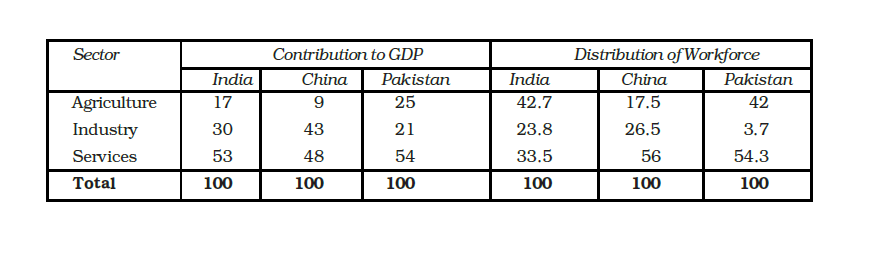 Sector Contribution to GDP Distribution of Workforce
India China Pakistan India China Pakistan
Agriculture 17 9 25 42.7 17.5 42
Industry 30 43 21 23.8 26.5 3.7
Services 53 48 54 33.5 56 54.3
Total 100 100 100 100 100 100